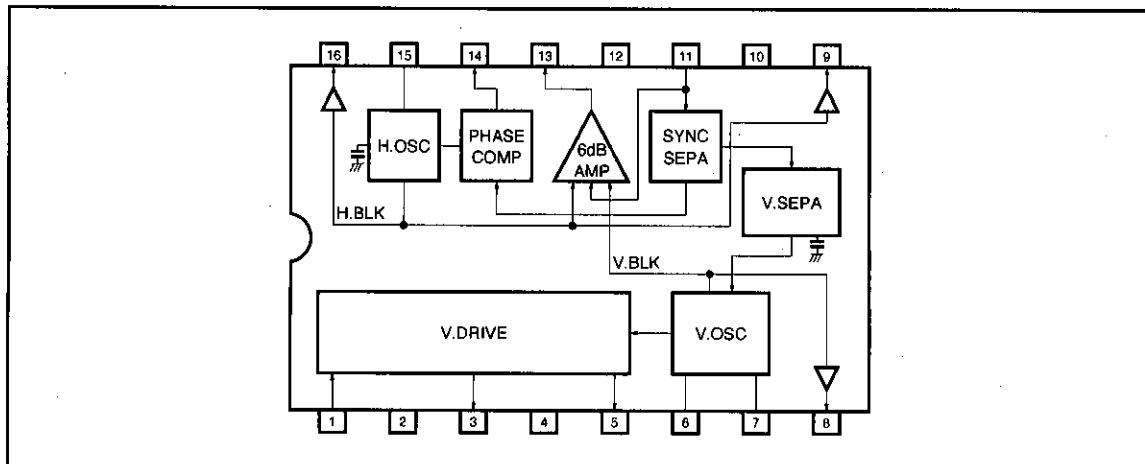 16 15 14 13 12 11 10 9
H.OSC
PHASE
COMP
6dB
AMP
SYNC
SEPA
V.SEPA
H.BLK
V.BLK
V.DRIVE
V.OSC
1 2 3 4 5 6 7 8